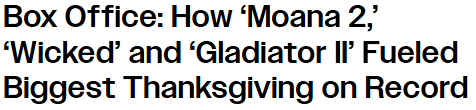 Box Office: How ‘Moana 2,’
‘Wicked’ and ‘Gladiator II’ Fueled
Biggest Thanksgiving on Record